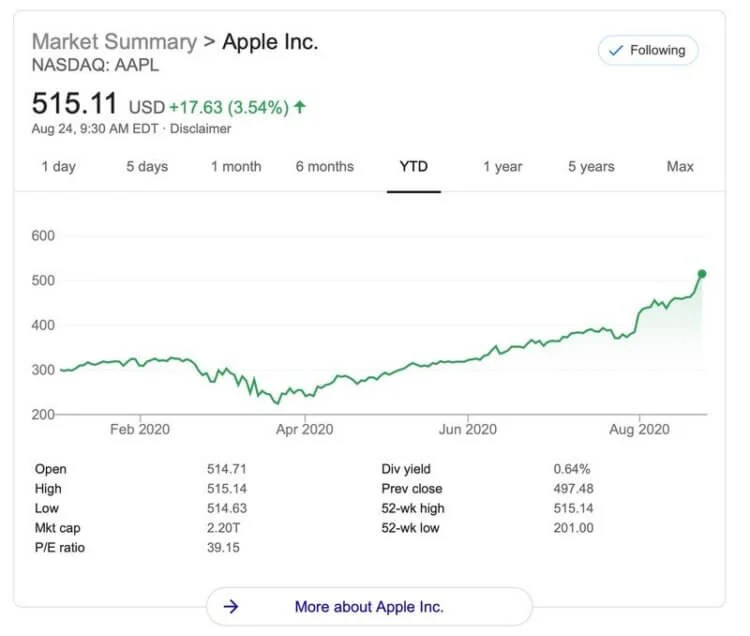 Market Summary > Apple Inc.
Following
NASDAQ: AAPL
515.11 USD +17.63 (3.54%) ↑
Aug 24, 9:30 AM EDT · Disclaimer
1 day 5 days 1 month 6 months YTD 1 year 5 years Max
600
500
400
300
200
Feb 2020 Apr 2020 Jun 2020 Aug 2020
Open 514.71 Div yield 0.64%
High 515.14 Prev close 497.48
Low 514.63 52-wk high 515.14
Mkt cap 2.20T 52-wk low 201.00
P/E ratio 39.15
More about Apple Inc.